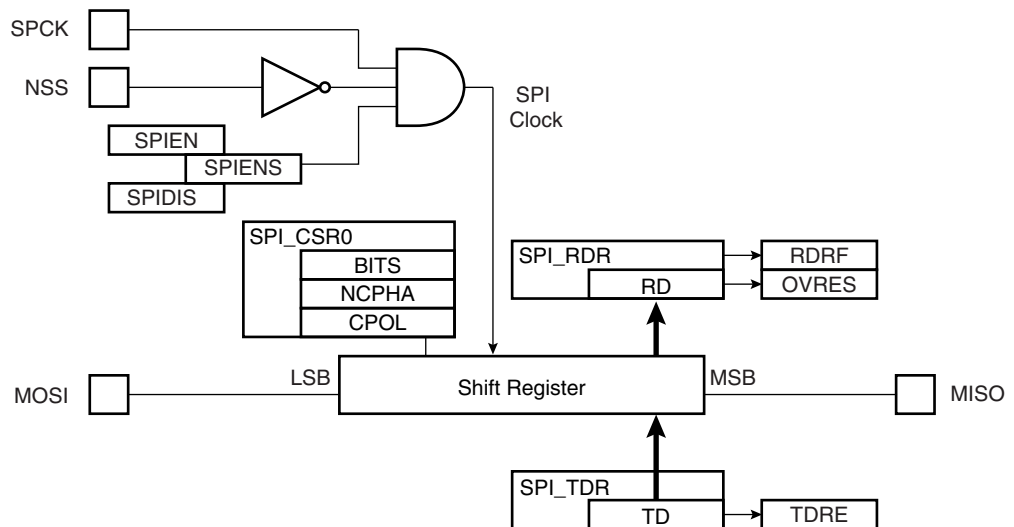 SPCK
NSS
SPI
Clock
SPIEN
SPIENS
SPIDIS
SPI_CSR0
BITS
NCPHA
CPOL
SPI_RDR
RD
RDRF
OVRES
MOSI
LSB
Shift Register
MSB
MISO
SPI_TDR
TD
TDRE